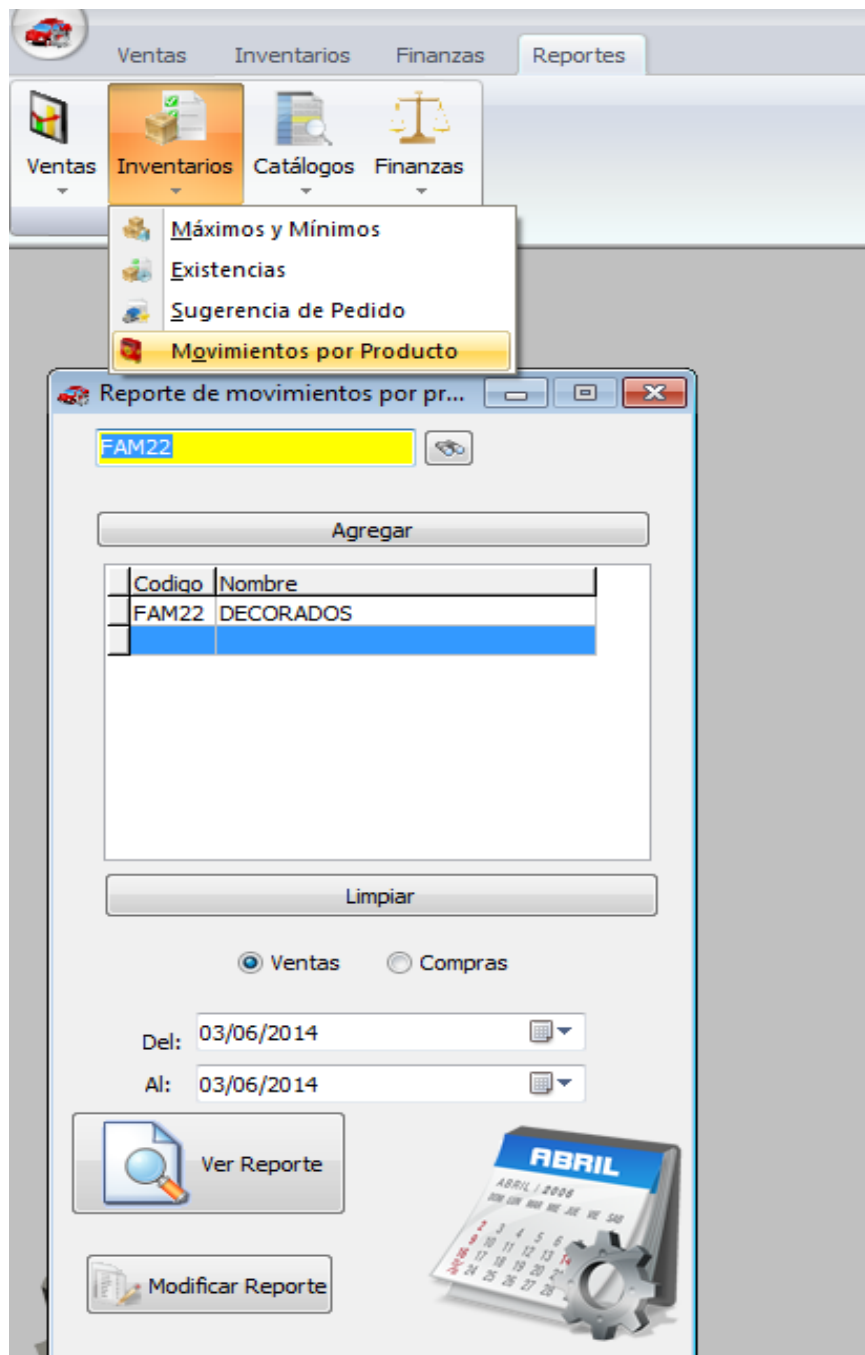 Ventas Inventarios Finanzas Reportes
Ventas Inventarios Catálogos Finanzas
Máximos y Mínimos
Existencias
Sugerencia de Pedido
Movimientos por Producto
Reporte de movimientos por pr...
FAM22
Agregar
Codigo Nombre
FAM22 DECORADOS
Limpiar
Ventas Compras
Del: 03/06/2014
Al: 03/06/2014
Ver Reporte
ABRIL
ABRIL / 2006
Modificar Reporte